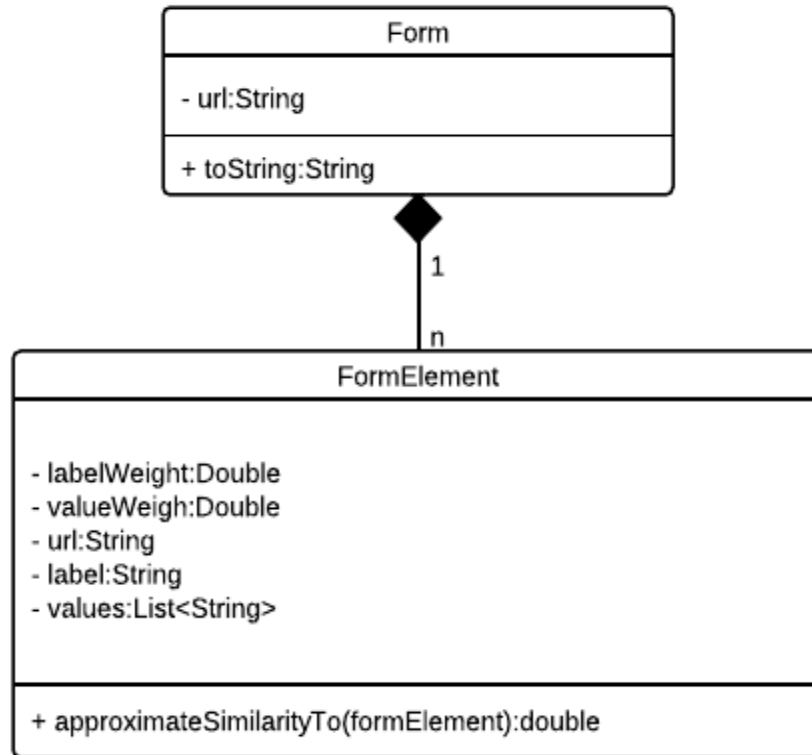 Form
- url:String
+ toString:String
1
n
FormElement
- labelWeight:Double
- valueWeigh:Double
- url:String
- label:String
- values:List<String>
+ approximateSimilarityTo(formElement):double